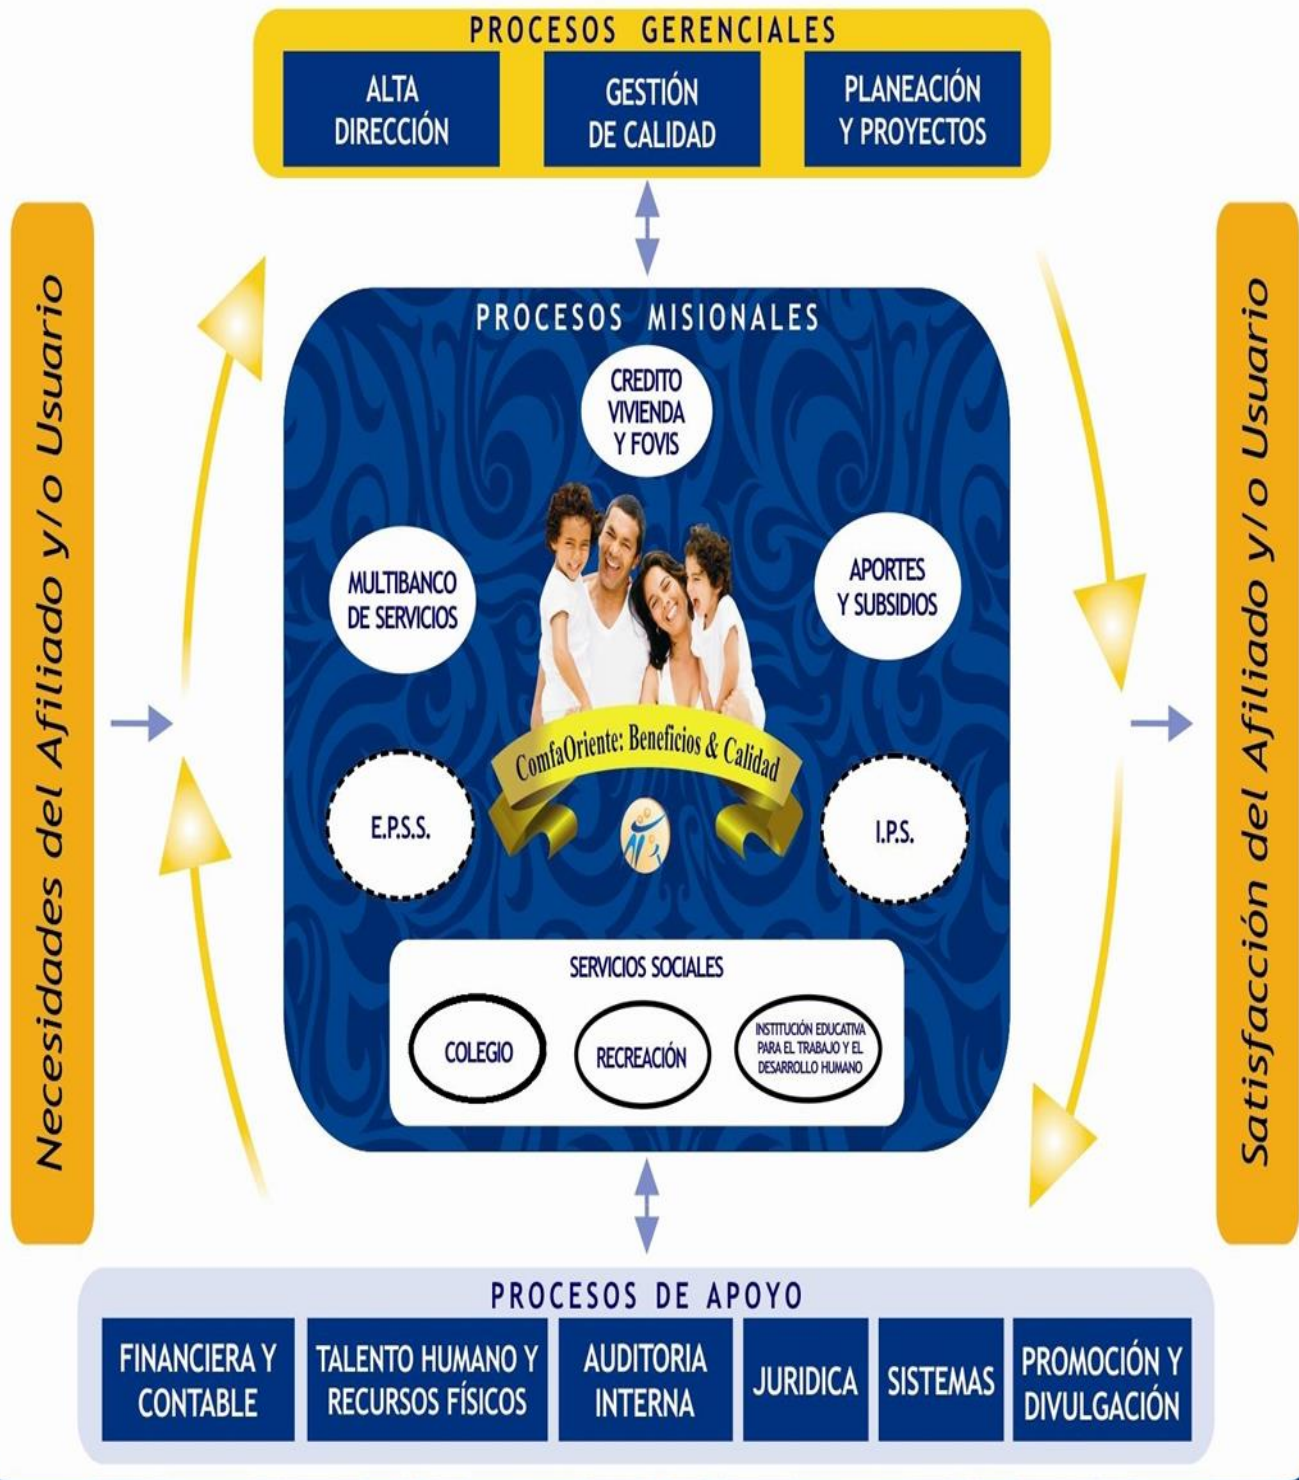 PROCESOS GERENCIALES
ALTA
DIRECCIÓN
GESTIÓN
DE CALIDAD
PLANEACIÓN
Y PROYECTOS
Necesidades del Afiliado y/o Usuario
PROCESOS MISIONALES
CREDITO
VIVIENDA
Y FOVIS
MULTIBANCO
DE SERVICIOS
APORTES
Y SUBSIDIOS
ComfaOriente: Beneficios & Calidad
E.P.S.S.
I.P.S.
SERVICIOS SOCIALES
COLEGIO
RECREACIÓN
INSTITUCIÓN EDUCATIVA
PARA EL TRABAJO Y EL
DESARROLLO HUMANO
Satisfacción del Afiliado y/o Usuario
PROCESOS DE APOYO
FINANCIERA Y
CONTABLE
TALENTO HUMANO Y
RECURSOS FÍSICOS
AUDITORIA
INTERNA
JURIDICA
SISTEMAS
PROMOCIÓN Y
DIVULGACIÓN